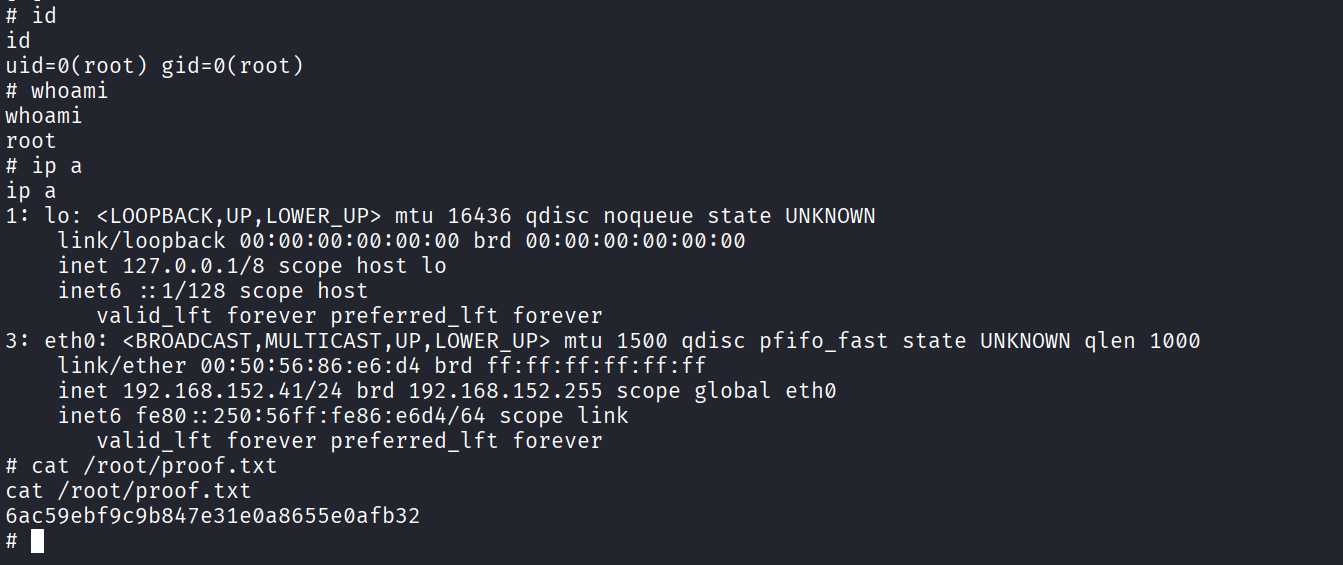 # id
id
uid=0(root) gid=0(root)
# whoami
whoami
root
# ip a
ip a
1: lo: <LOOPBACK,UP,LOWER_UP> mtu 16436 qdisc noqueue state UNKNOWN
    link/loopback 00:00:00:00:00:00 brd 00:00:00:00:00:00
    inet 127.0.0.1/8 scope host lo
    inet6 ::1/128 scope host
       valid_lft forever preferred_lft forever
3: eth0: <BROADCAST,MULTICAST,UP,LOWER_UP> mtu 1500 qdisc pfifo_fast state UNKNOWN qlen 1000
    link/ether 00:50:56:86:e6:d4 brd ff:ff:ff:ff:ff:ff
    inet 192.168.152.41/24 brd 192.168.152.255 scope global eth0
    inet6 fe80::250:56ff:fe86:e6d4/64 scope link
       valid_lft forever preferred_lft forever
# cat /root/proof.txt
cat /root/proof.txt
6ac59ebf9c9b847e31e0a8655e0afb32
#